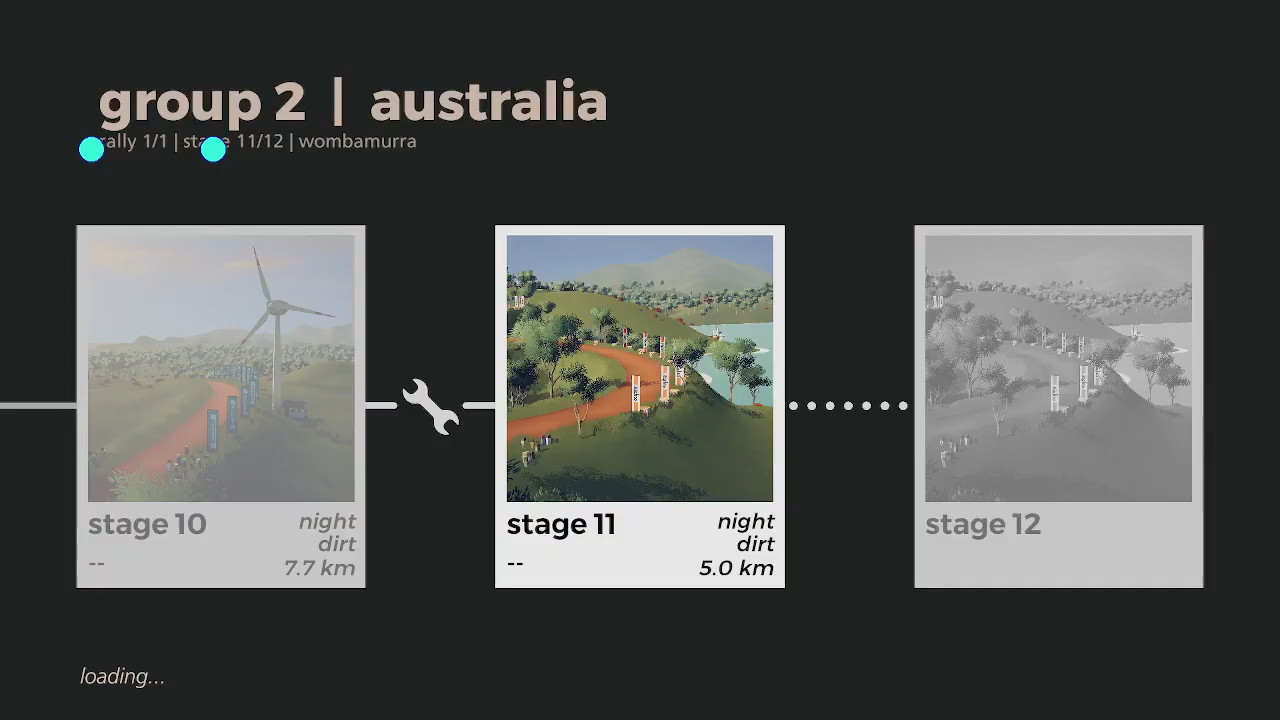 group 2 | australia
rally 1/1 | stage 11/12 | wombamurra
stage 10
night
dirt
--
7.7 km
stage 11
night
dirt
--
5.0 km
stage 12
loading...